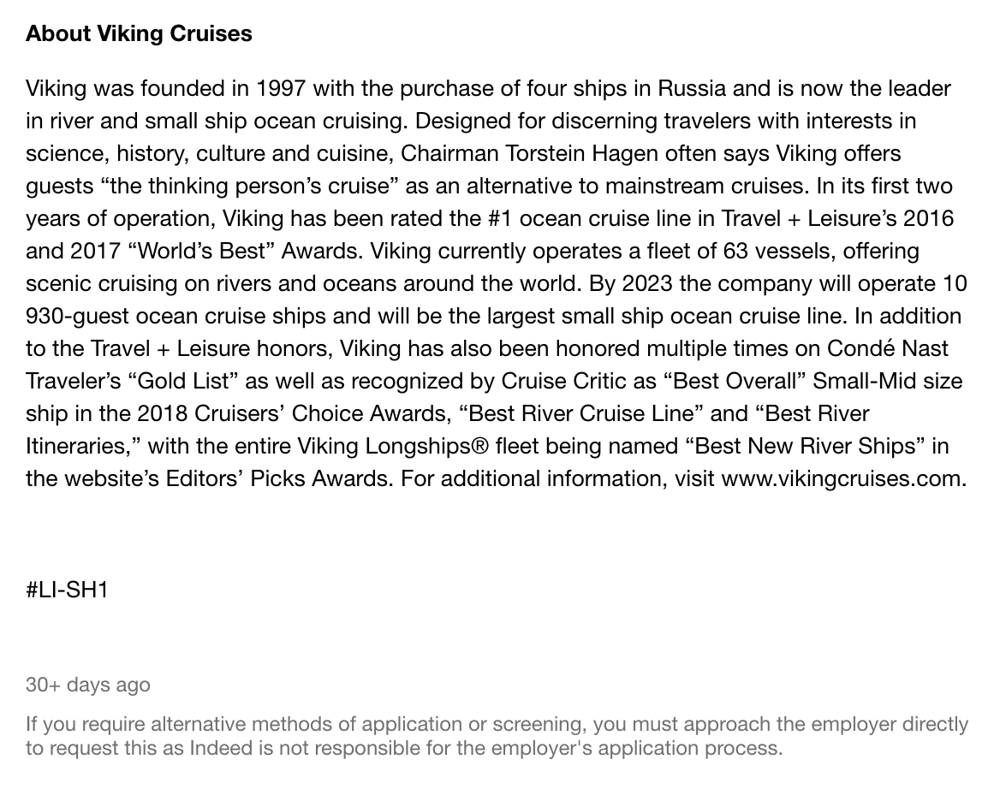 About Viking Cruises
Viking was founded in 1997 with the purchase of four ships in Russia and is now the leader
in river and small ship ocean cruising. Designed for discerning travelers with interests in
science, history, culture and cuisine, Chairman Torstein Hagen often says Viking offers
guests “the thinking person’s cruise” as an alternative to mainstream cruises. In its first two
years of operation, Viking has been rated the #1 ocean cruise line in Travel + Leisure’s 2016
and 2017 “World’s Best” Awards. Viking currently operates a fleet of 63 vessels, offering
scenic cruising on rivers and oceans around the world. By 2023 the company will operate 10
930-guest ocean cruise ships and will be the largest small ship ocean cruise line. In addition
to the Travel + Leisure honors, Viking has also been honored multiple times on Condé Nast
Traveler’s “Gold List” as well as recognized by Cruise Critic as “Best Overall” Small-Mid size
ship in the 2018 Cruisers’ Choice Awards, “Best River Cruise Line” and “Best River
Itineraries,” with the entire Viking Longships® fleet being named “Best New River Ships” in
the website’s Editors’ Picks Awards. For additional information, visit www.vikingcruises.com.
#LI-SH1
30+ days ago
If you require alternative methods of application or screening, you must approach the employer directly
to request this as Indeed is not responsible for the employer's application process.